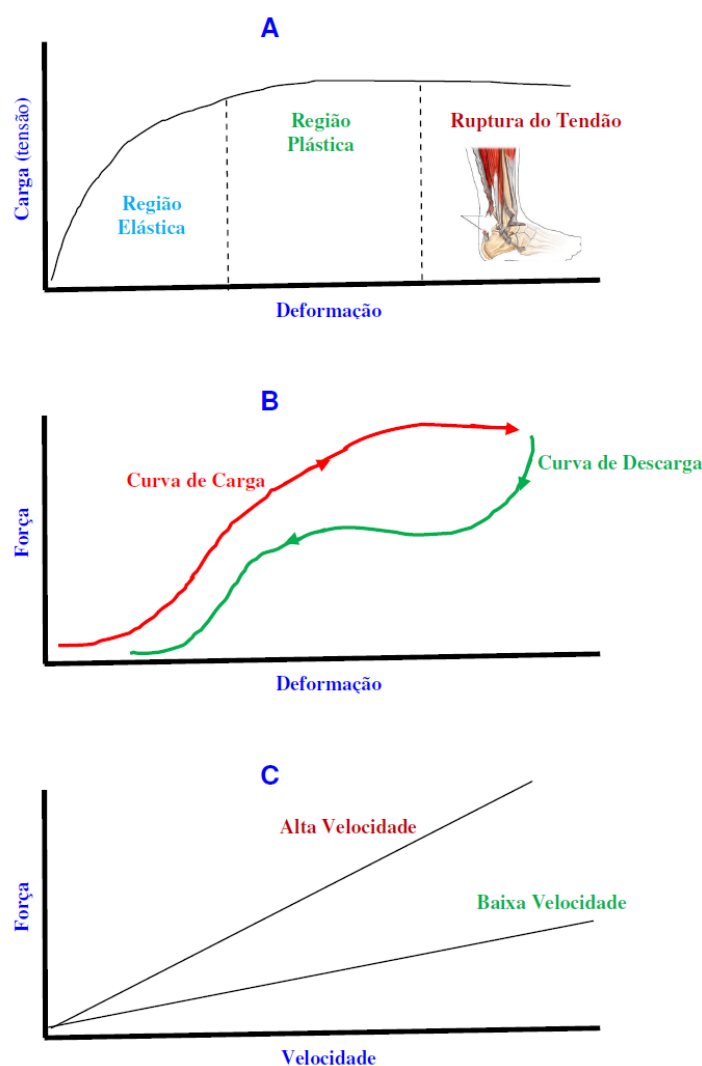 A
Carga (tensão)
Região
Elástica
Região
Plástica
Ruptura do Tendão
Deformação
B
Força
Curva de Carga
Curva de Descarga
Deformação
C
Força
Alta Velocidade
Baixa Velocidade
Velocidade